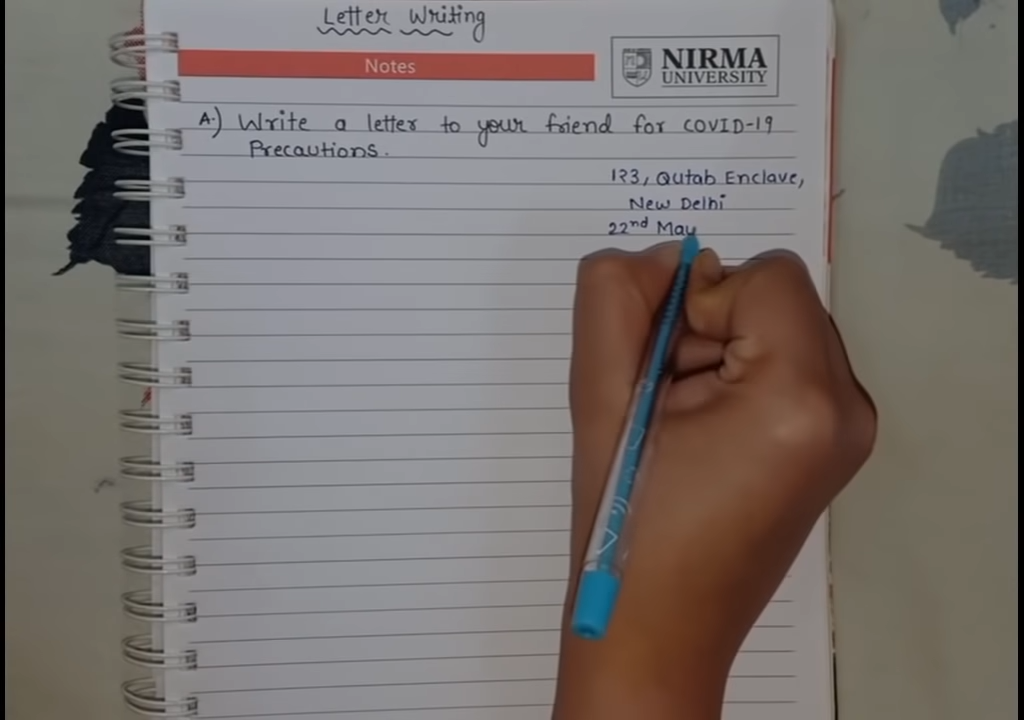 Letter Writing
Notes
NIRMA
UNIVERSITY
A.) Write a letter to your friend for COVID-19
Precautions.
123, Qutab Enclave,
New Delhi
22nd May